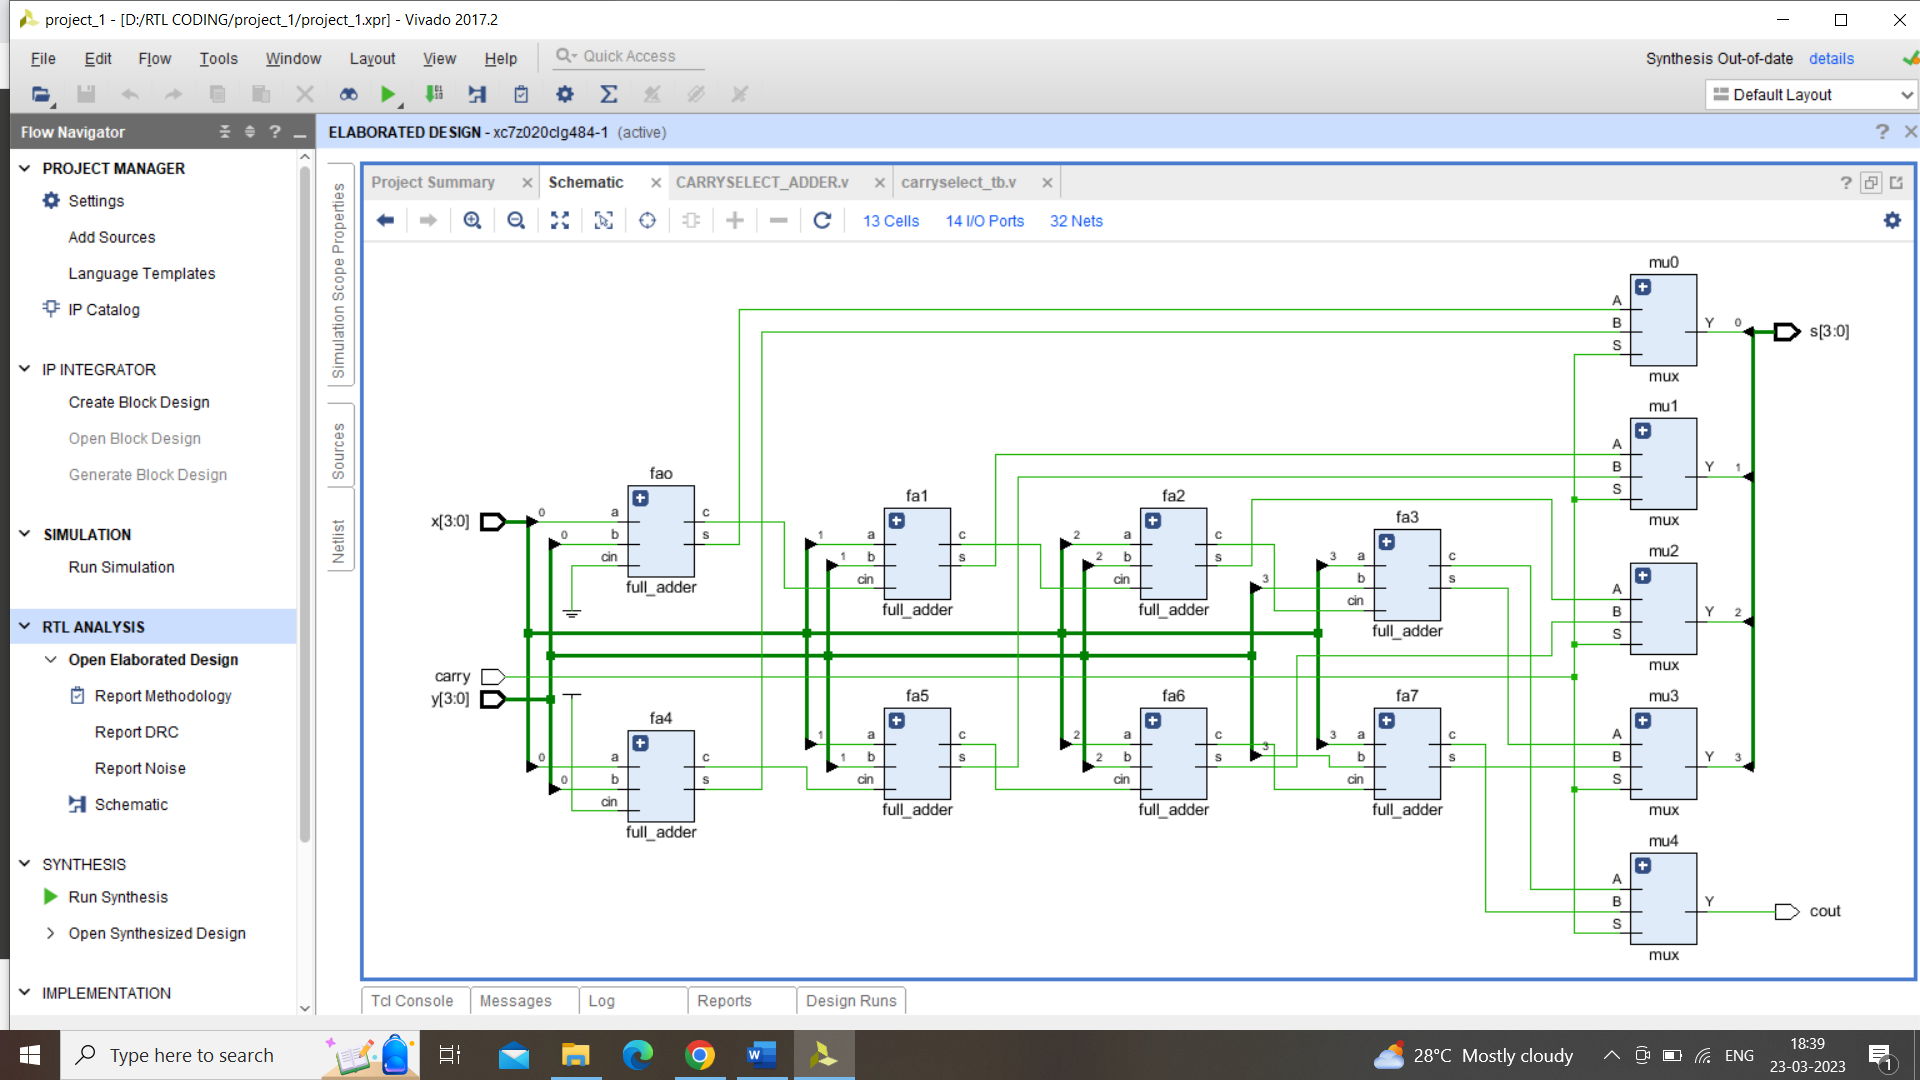 project_1 - [D:/RTL CODING/project_1/project_1.xpr] - Vivado 2017.2
File Edit Flow Tools Window Layout View Help Quick Access
Synthesis Out-of-date details
Default Layout
Flow Navigator
ELABORATED DESIGN - xc7z020clg484-1 (active)
PROJECT MANAGER
Settings
Add Sources
Language Templates
IP Catalog
IP INTEGRATOR
Create Block Design
Open Block Design
Generate Block Design
SIMULATION
Run Simulation
RTL ANALYSIS
Open Elaborated Design
Report Methodology
Report DRC
Report Noise
Schematic
SYNTHESIS
Run Synthesis
Open Synthesized Design
IMPLEMENTATION
Simulation Scope Properties
Sources
Netlist
Project Summary Schematic CARRYSELECT_ADDER.v carryselect_tb.v
13 Cells 14 I/O Ports 32 Nets
mu0
A
B
S
Y 0
s[3:0]
mux
mu1
A
B
S
Y 1
mux
fao
x[3:0]
0 a
0 b
cin
c
s
full_adder
fa1
1 a
1 b
cin
c
s
full_adder
fa2
2 a
2 b
cin
c
s
full_adder
fa3
3 a
3 b
cin
c
s
full_adder
mu2
A
B
S
Y 2
mux
carry
y[3:0]
fa4
0 a
0 b
cin
c
s
full_adder
fa5
1 a
1 b
cin
c
s
full_adder
fa6
2 a
2 b
cin
c
s
full_adder
fa7
3 a
3 b
cin
c
s
full_adder
mu3
A
B
S
Y 3
mux
mu4
A
B
S
Y
cout
mux
Tcl Console Messages Log Reports Design Runs
Type here to search
28°C Mostly cloudy
ENG
18:39
23-03-2023
1